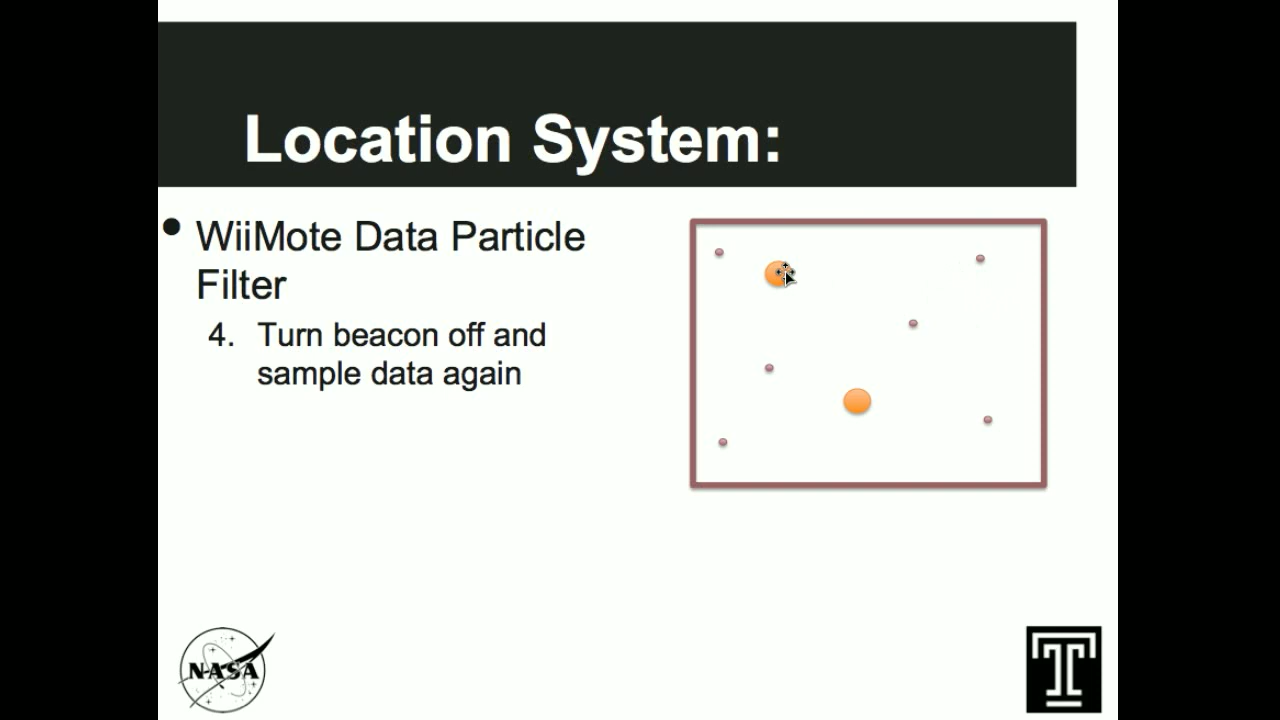 Location System:
• WiiMote Data Particle
Filter
4. Turn beacon off and
sample data again
NASA
T